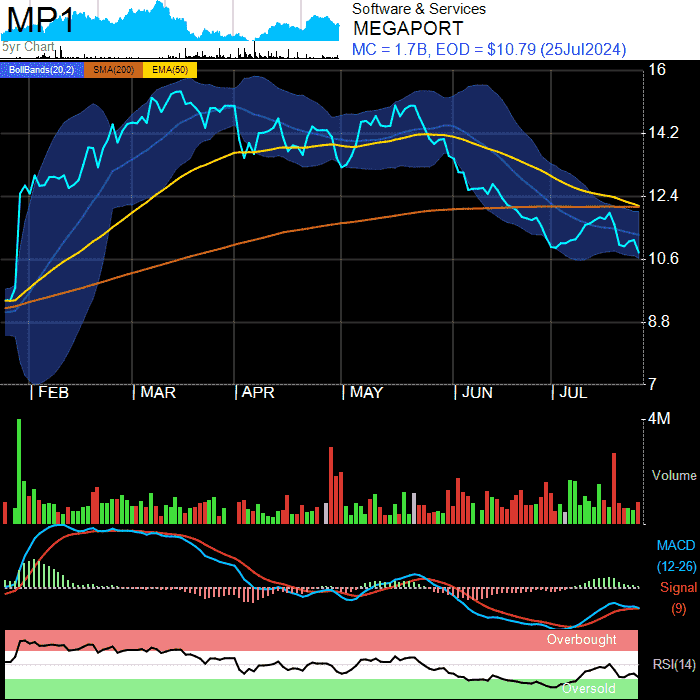 MP1
5yr Chart
Software & Services
MEGAPORT
MC = 1.7B, EOD = $10.79 (25Jul2024)
BollBands(20,2) SMA(200) EMA(50)
16
14.2
12.4
10.6
8.8
7
| FEB | MAR | APR | MAY | JUN | JUL
4M
Volume
MACD
(12-26)
Signal
(9)
Overbought
RSI(14)
Oversold